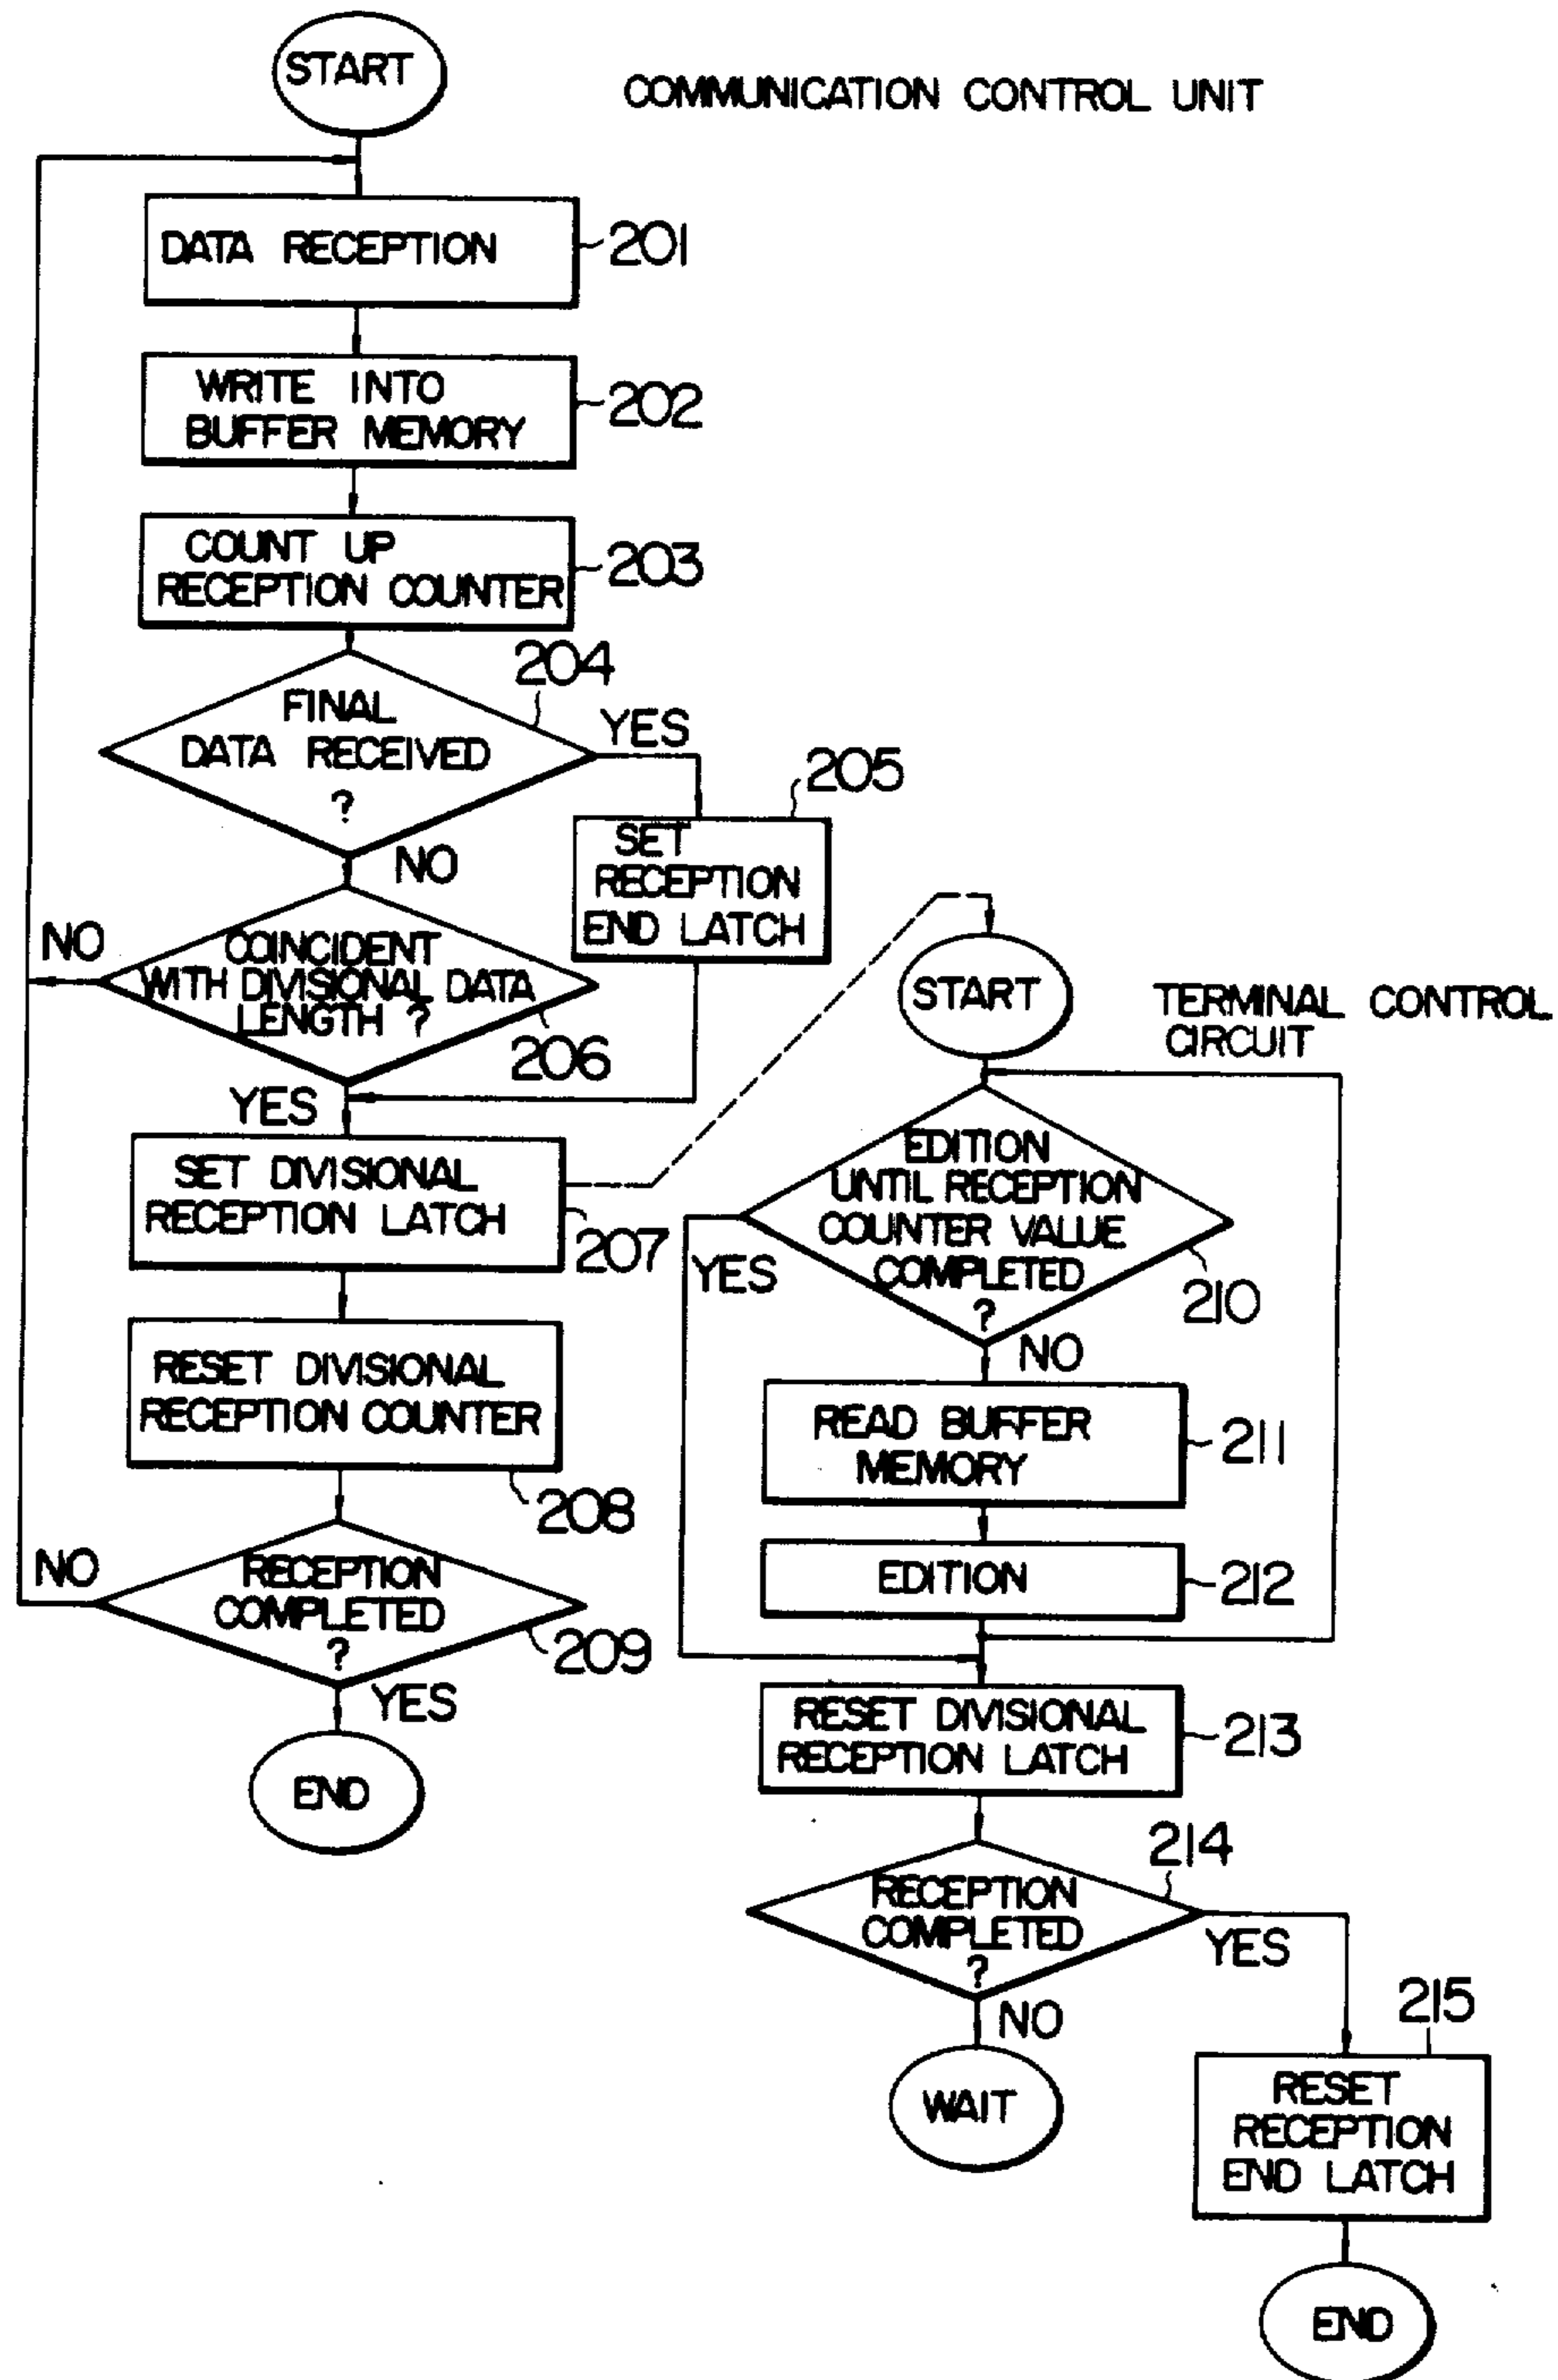 START
COMMUNICATION CONTROL UNIT
DATA RECEPTION
201
WRITE INTO
BUFFER MEMORY
202
COUNT UP
RECEPTION COUNTER
203
204
FINAL
DATA RECEIVED
?
YES
NO
205
SET
RECEPTION
END LATCH
NO
COINCIDENT
WITH DIVISIONAL DATA
LENGTH ?
206
YES
SET DIVISIONAL
RECEPTION LATCH
207
RESET DIVISIONAL
RECEPTION COUNTER
208
NO
RECEPTION
COMPLETED
?
209
YES
END
START
TERMINAL CONTROL
CIRCUIT
EDITION
UNTIL RECEPTION
COUNTER VALUE
COMPLETED
?
210
YES
NO
READ BUFFER
MEMORY
211
EDITION
212
RESET DIVISIONAL
RECEPTION LATCH
213
214
RECEPTION
COMPLETED
?
YES
NO
WAIT
215
RESET
RECEPTION
END LATCH
END